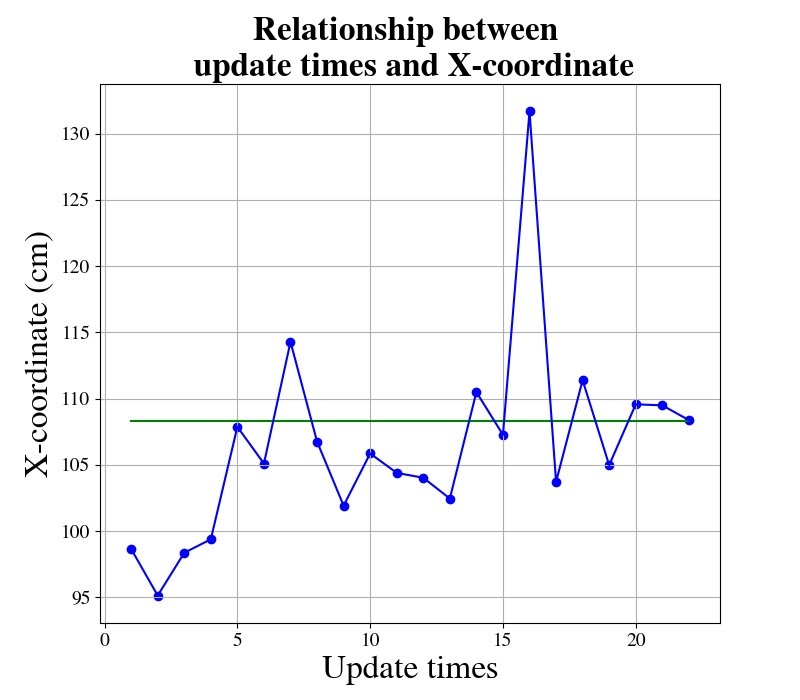 Relationship between
update times and X-coordinate
X-coordinate (cm)
130
125
120
115
110
105
100
95
0 5 10 15 20
Update times